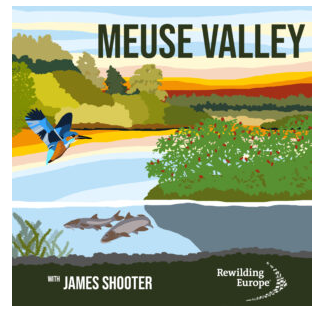 MEUSE VALLEY
WITH JAMES SHOOTER
Rewilding
Europe